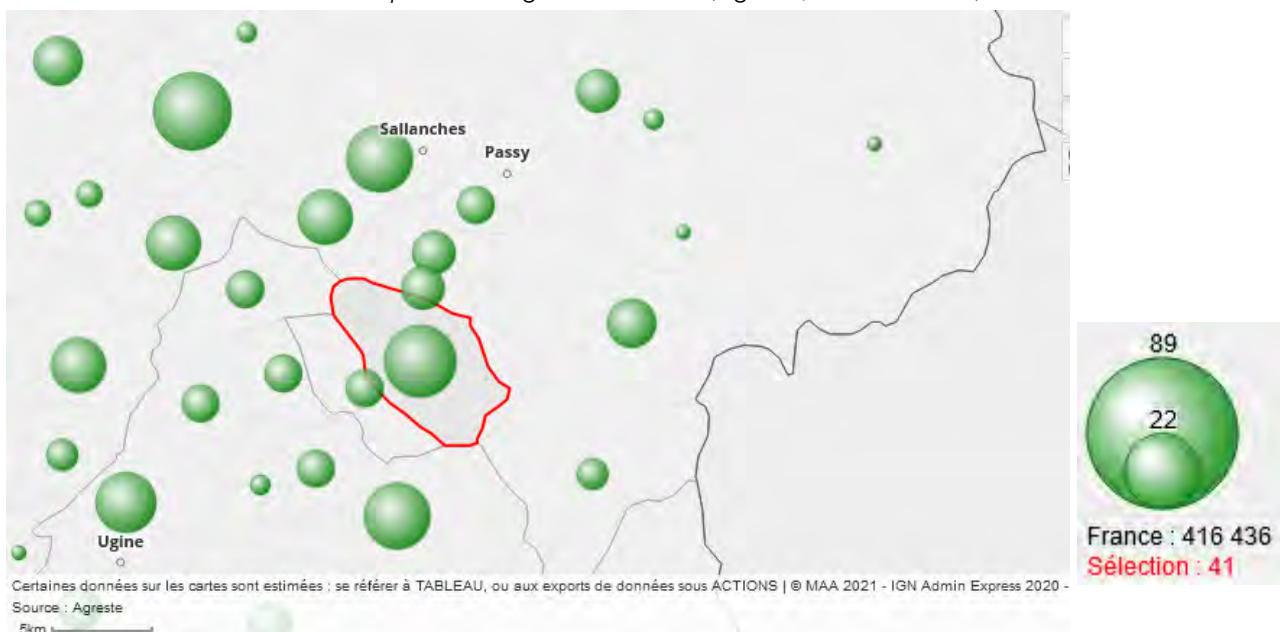 Sallanches
Passy
89
22
France : 416 436
Sélection : 41
Ugine
Certaines données sur les cartes sont estimées : se référer à TABLEAU, ou aux exports de données sous ACTIONS | © MAA 2021 - IGN Admin Express 2020 -
Source : Agreste
5km